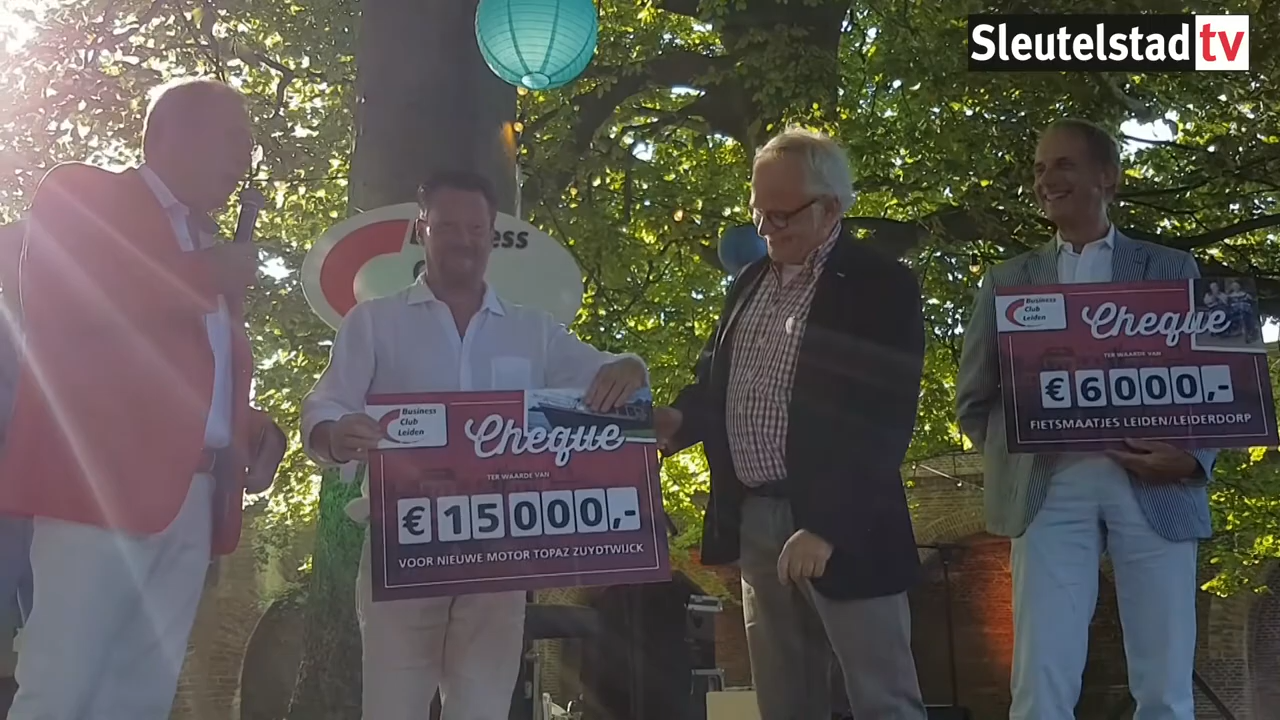 Sleutelstad tv
ess
Business
Club
Leiden
Cheque
TER WAARDE VAN
€ 15000,-
VOOR NIEUWE MOTOR TOPAZ ZUYDTWIJCK
Business
Club
Leiden
Cheque
TER WAARDE VAN
€ 6000,-
FIETSMAATJES LEIDEN/LEIDERDORP